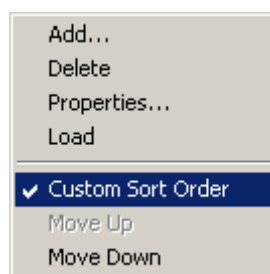 Add...
Delete
Properties...
Load
Custom Sort Order
Move Up
Move Down